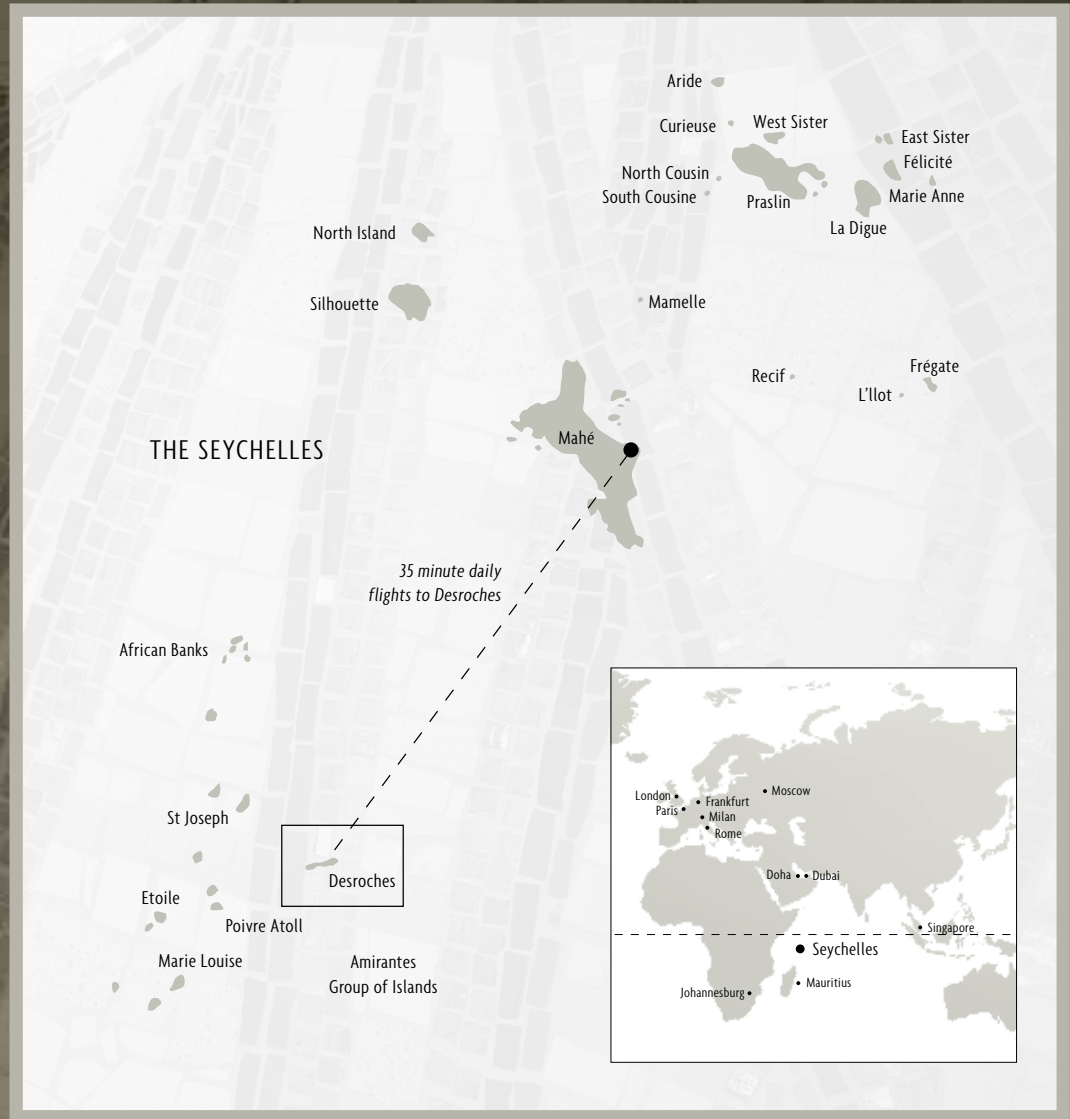 Aride
Curieuse
West Sister
East Sister
Félicité
North Cousin
South Cousine
Praslin
Marie Anne
La Digue
North Island
Silhouette
Mamelle
Recif
Frégate
L'llot
Mahé
THE SEYCHELLES
35 minute daily
flights to Desroches
African Banks
St Joseph
Desroches
Etoile
Poivre Atoll
Marie Louise
Amirantes
Group of Islands
London
Paris
Frankfurt
Moscow
Milan
Rome
Doha
Dubai
Singapore
Seychelles
Mauritius
Johannesburg